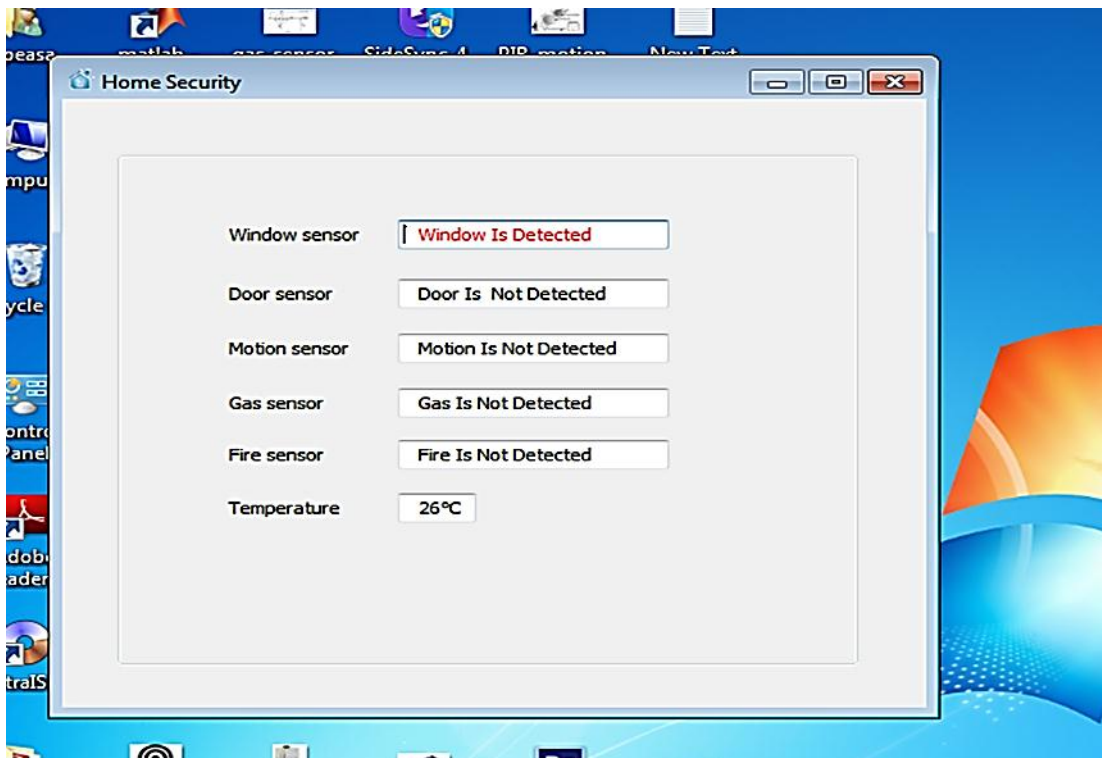 matlab gas sensor SideSync 4 PIR motion New Text
Home Security
Window sensor Window Is Detected
Door sensor Door Is  Not Detected
Motion sensor Motion Is Not Detected
Gas sensor Gas Is Not Detected
Fire sensor Fire Is Not Detected
Temperature 26°C